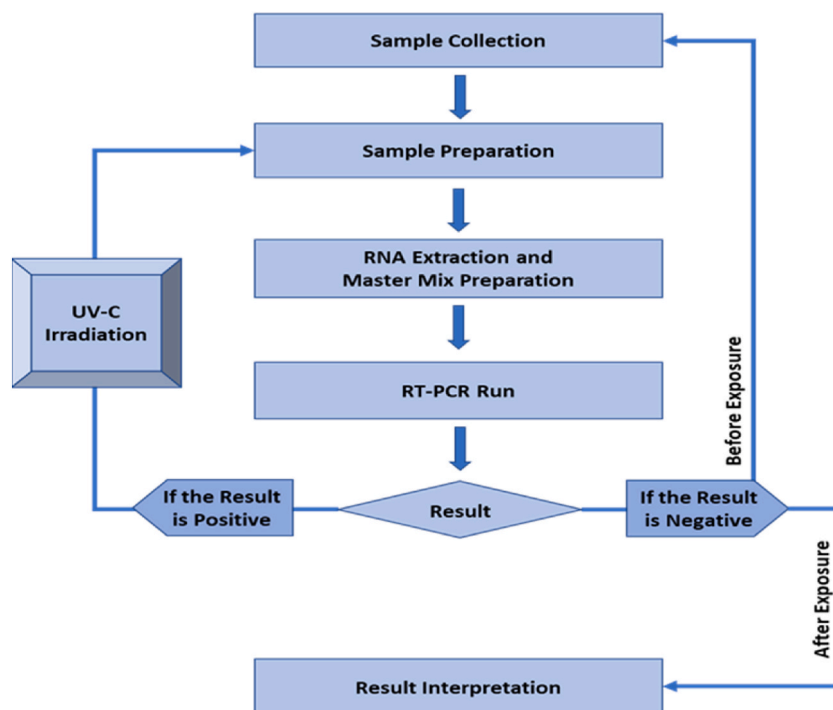 Sample Collection
Sample Preparation
RNA Extraction and
Master Mix Preparation
UV-C
Irradiation
RT-PCR Run
Before Exposure
If the Result
is Positive
Result
If the Result
is Negative
After Exposure
Result Interpretation